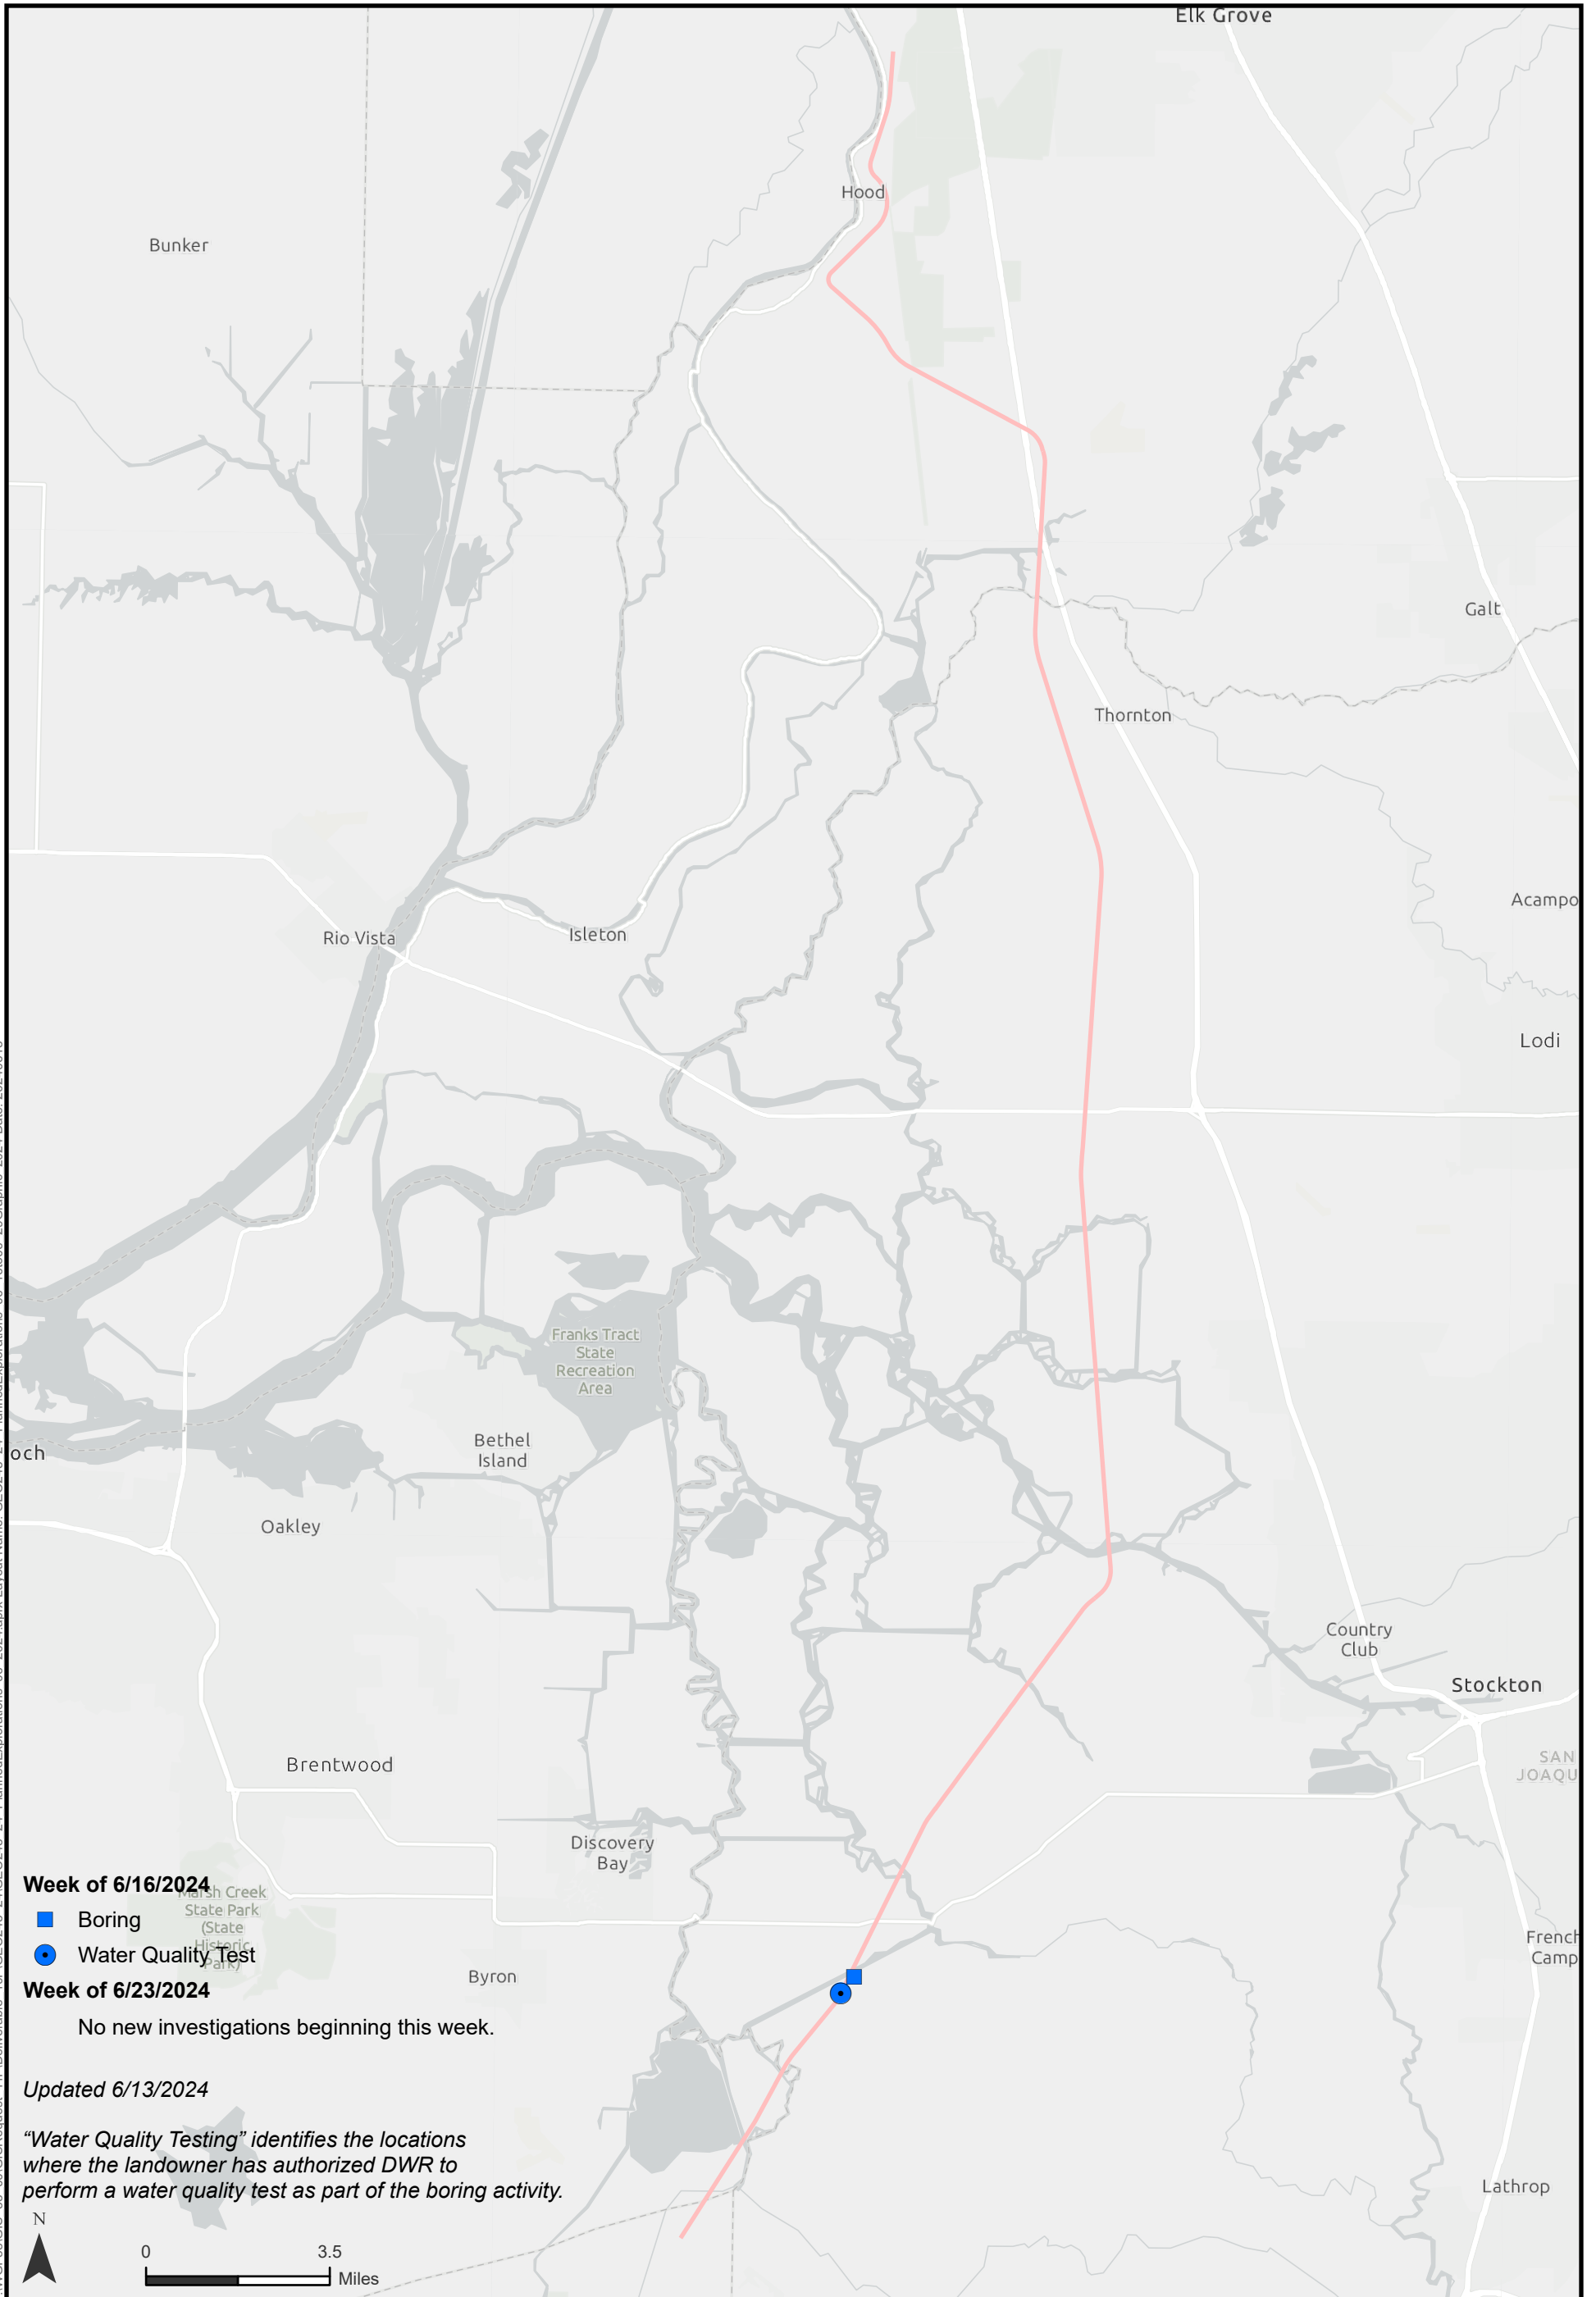 Elk Grove
Hood
Bunker
Galt
Thornton
Acampo
Rio Vista
Isleton
Lodi
Franks Tract
State
Recreation
Area
Bethel
Island
och
Oakley
Country
Club
Stockton
SAN
JOAQU
Brentwood
Discovery
Bay
Marsh Creek
State Park
(State
Historic
Park)
French
Camp
Byron
Lathrop
Week of 6/16/2024
Boring
Water Quality Test
Week of 6/23/2024
No new investigations beginning this week.
Updated 6/13/2024
“Water Quality Testing” identifies the locations
where the landowner has authorized DWR to
perform a water quality test as part of the boring activity.
N
0 3.5
Miles